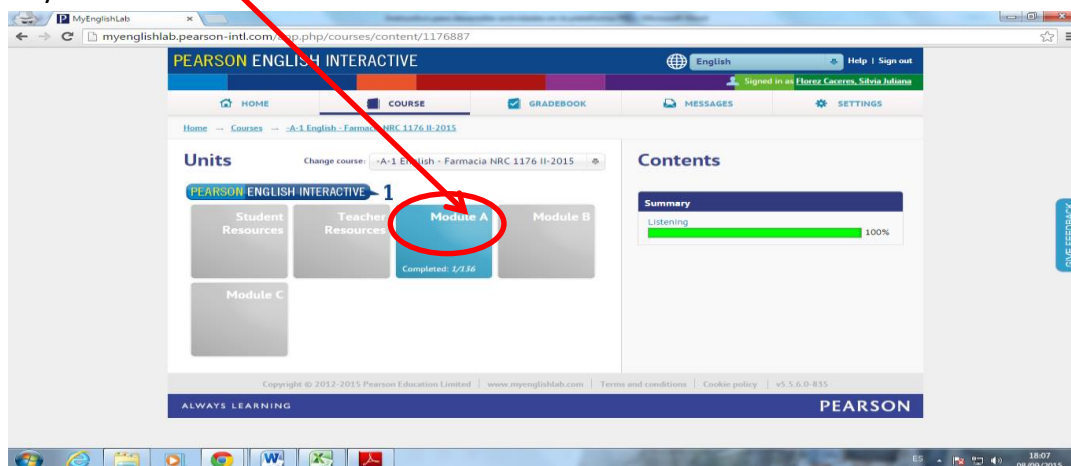 MyEnglishLab
myenglishlab.pearson-intl.com/app.php/courses/content/1176887
PEARSON ENGLISH INTERACTIVE
English
Help | Sign out
Signed in as Florez Caceres, Silvia Juliana
HOME
COURSE
GRADEBOOK
MESSAGES
SETTINGS
Home → Courses → -A-1 English - Farmacia NRC 1176 II-2015
Units
Change course: -A-1 English - Farmacia NRC 1176 II-2015
Contents
PEARSON ENGLISH INTERACTIVE 1
Summary
Student
Resources
Teacher
Resources
Module A
Completed: 1/136
Module B
Listening
100%
GIVE FEEDBACK
Module C
Copyright © 2012-2015 Pearson Education Limited | www.myenglishlab.com | Terms and conditions | Cookie policy | v5.5.6.0-835
ALWAYS LEARNING
PEARSON
ES
18:07
08/09/2015